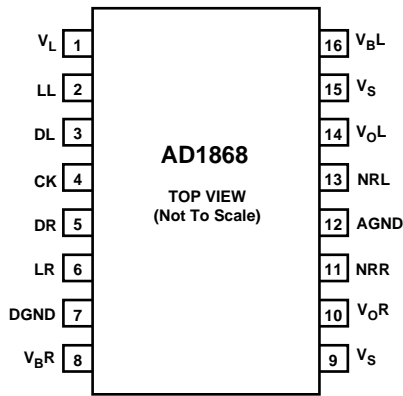 V_L 1
LL 2
DL 3
CK 4
DR 5
LR 6
DGND 7
V_BR 8
AD1868
TOP VIEW
(Not To Scale)
16 V_BL
15 V_S
14 V_OL
13 NRL
12 AGND
11 NRR
10 V_OR
9 V_S